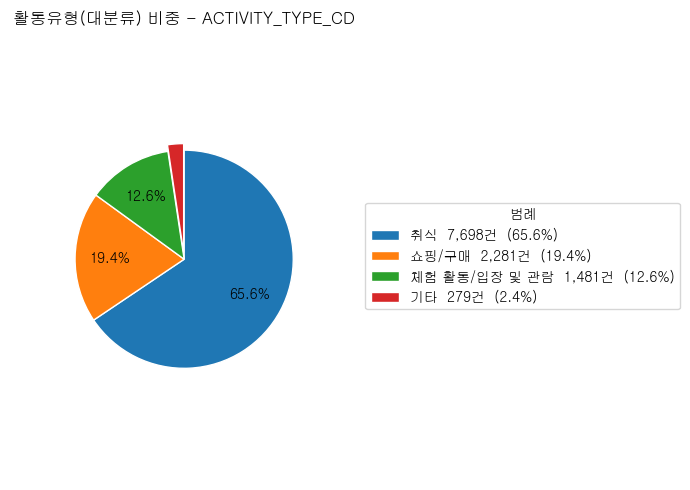 활동유형(대분류) 비중 - ACTIVITY_TYPE_CD
12.6%
19.4%
65.6%
범례
취식 7,698건 (65.6%)
쇼핑/구매 2,281건 (19.4%)
체험 활동/입장 및 관람 1,481건 (12.6%)
기타 279건 (2.4%)